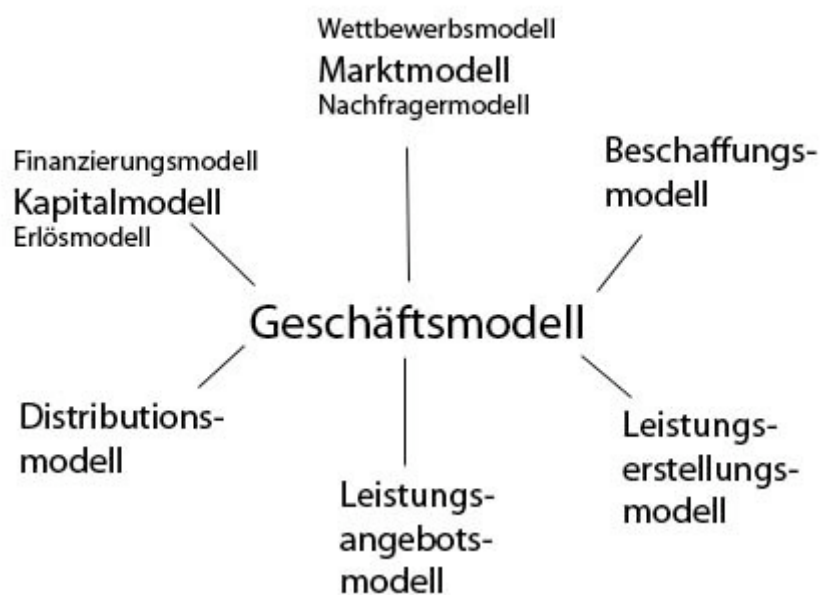 Wettbewerbsmodell
Marktmodell
Nachfragermodell
Finanzierungsmodell
Kapitalmodell
Erlösmodell
Beschaffungs-
modell
Geschäftsmodell
Distributions-
modell
Leistungs-
angebots-
modell
Leistungs-
erstellungs-
modell